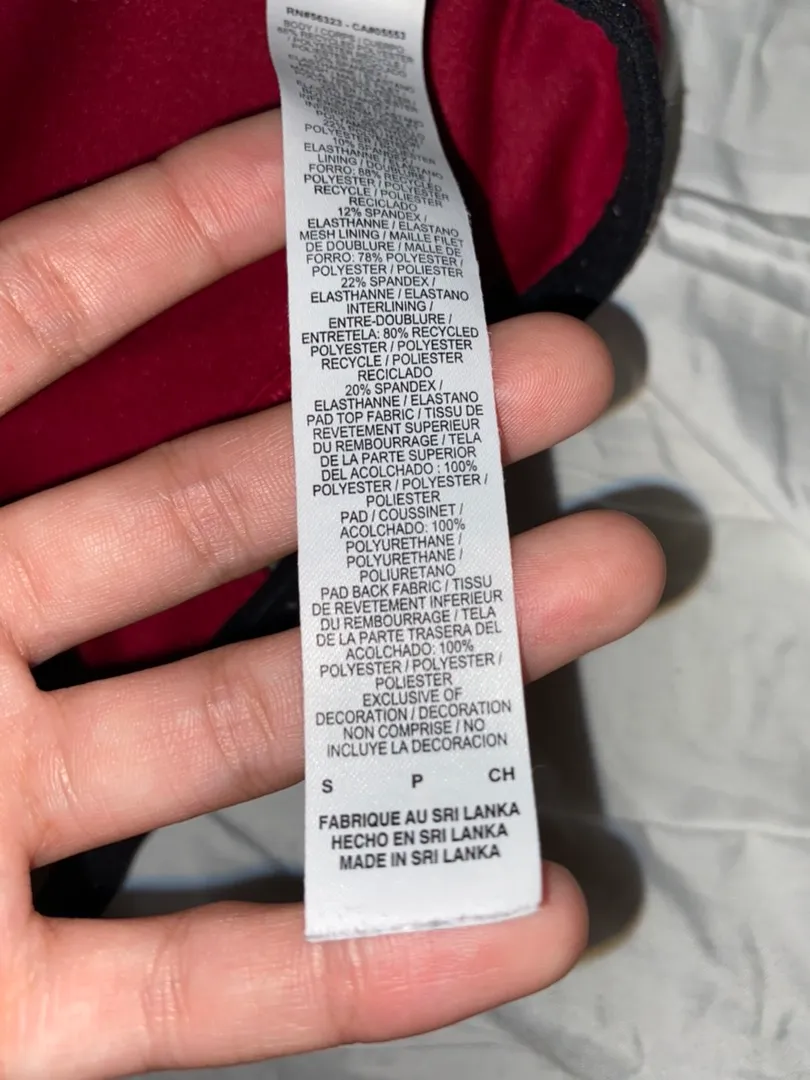 RN#56323 - CA#05553
BODY / CORPS / CUERPO
POLYESTER
10% SPANDEX
ELASTHANNE /
LINING /
FORRO: 88% RECYCLED
POLYESTER / POLYESTER
RECYCLE / POLIESTER
RECICLADO
12% SPANDEX /
ELASTHANNE / ELASTANO
MESH LINING / MAILLE FILET
DE DOUBLURE / MALLE DE
FORRO: 78% POLYESTER /
POLYESTER / POLIESTER
22% SPANDEX /
ELASTHANNE / ELASTANO
INTERLINING /
ENTRE-DOUBLURE /
ENTRETELA: 80% RECYCLED
POLYESTER / POLYESTER
RECYCLE / POLIESTER
RECICLADO
20% SPANDEX /
ELASTHANNE / ELASTANO
PAD TOP FABRIC / TISSU DE
REVETEMENT SUPERIEUR
DU REMBOURRAGE / TELA
DE LA PARTE SUPERIOR
DEL ACOLCHADO : 100%
POLYESTER / POLYESTER /
POLIESTER
PAD / COUSSINET /
ACOLCHADO: 100%
POLYURETHANE /
POLYURETHANE /
POLIURETANO
PAD BACK FABRIC / TISSU
DE REVETEMENT INFERIEUR
DU REMBOURRAGE / TELA
DE LA PARTE TRASERA DEL
ACOLCHADO: 100%
POLYESTER / POLYESTER /
POLIESTER
EXCLUSIVE OF
DECORATION / DECORATION
NON COMPRISE / NO
INCLUYE LA DECORACION
S P CH
FABRIQUE AU SRI LANKA
HECHO EN SRI LANKA
MADE IN SRI LANKA